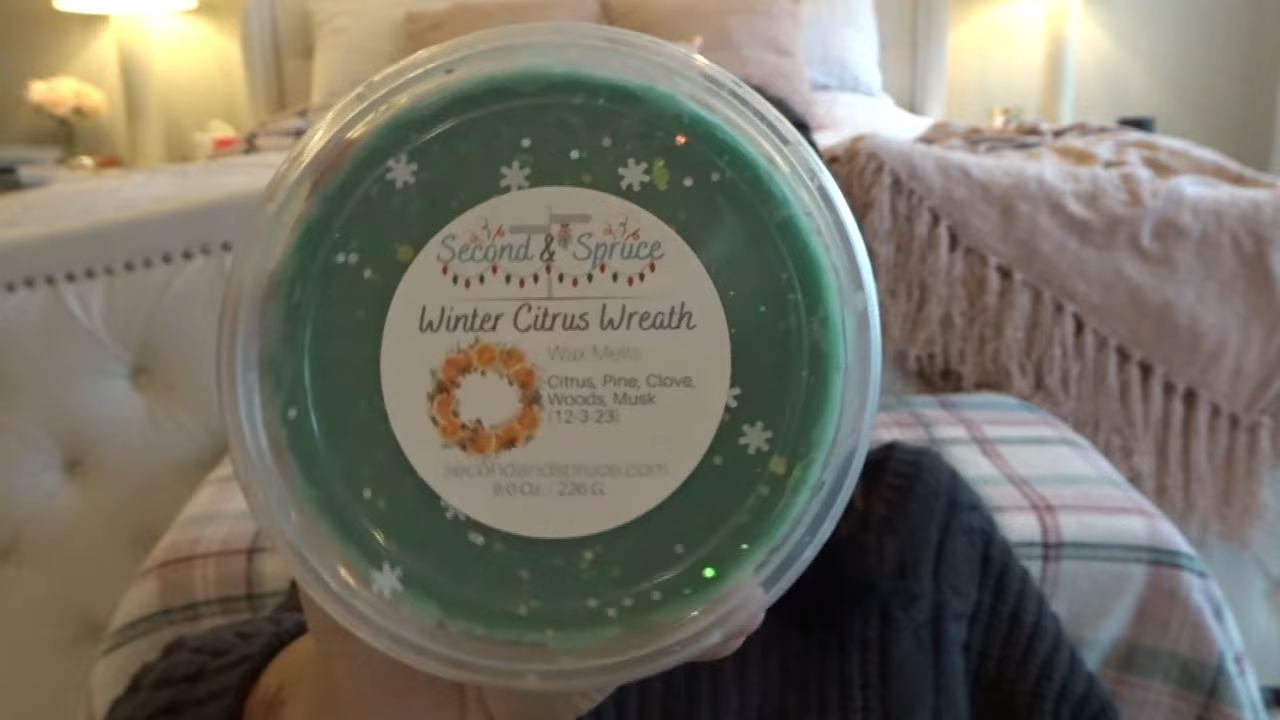 Second & Spruce
Winter Citrus Wreath
Wax Melts
Citrus, Pine, Clove,
Woods, Musk
(12-3-23)
secondandspruce.com
8.0 Oz. / 226 G.